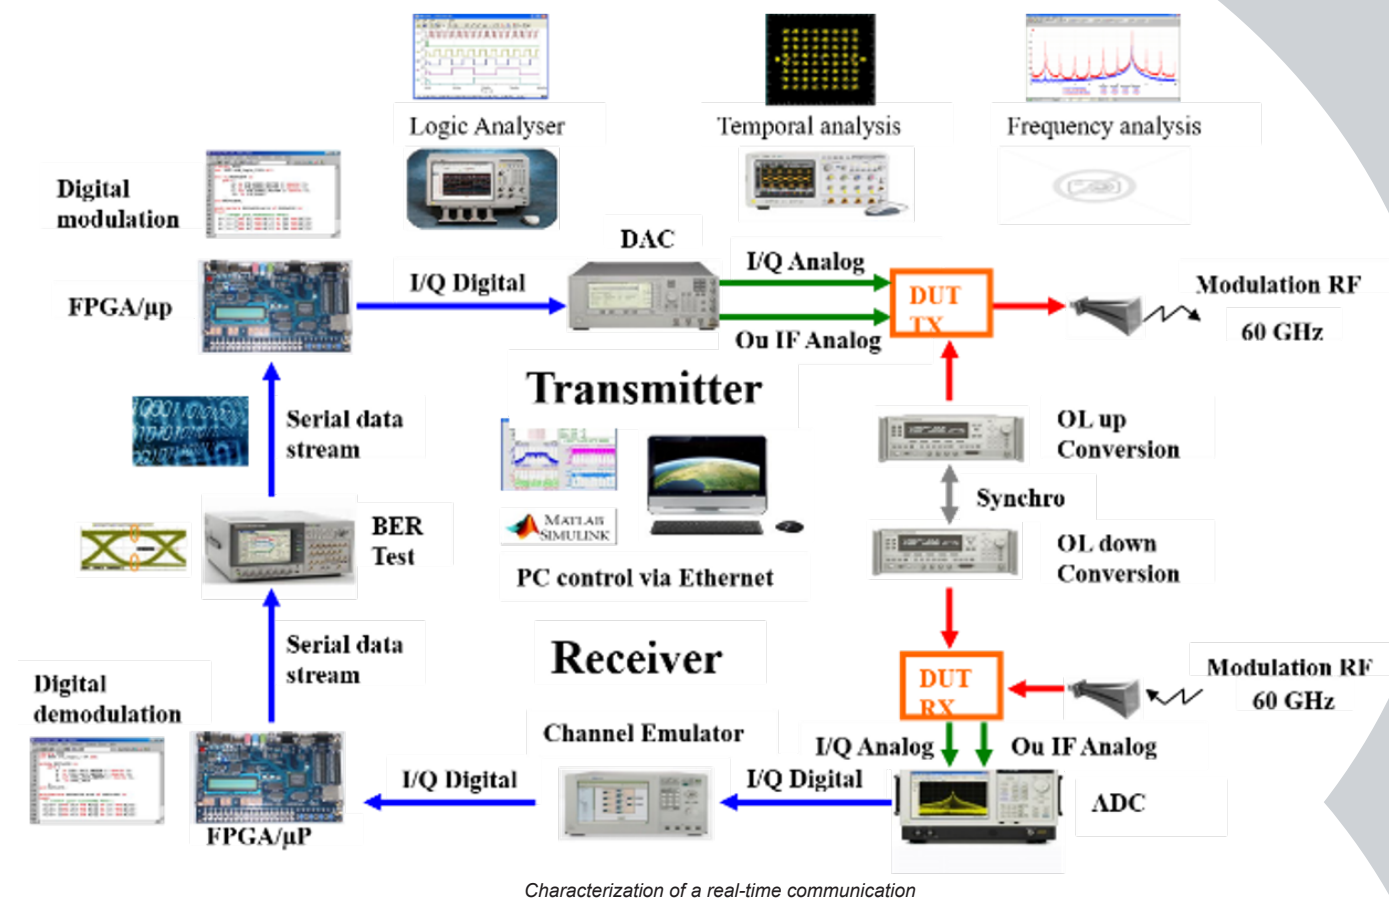 Logic Analyser
Temporal analysis
Frequency analysis
Digital
modulation
DAC
I/Q Analog
I/Q Digital
FPGA/µp
DUT
TX
Modulation RF
60 GHz
Ou IF Analog
Transmitter
Serial data
stream
OL up
Conversion
Synchro
BER
Test
MATLAB
SIMULINK
OL down
Conversion
PC control via Ethernet
Serial data
stream
Receiver
Modulation RF
60 GHz
DUT
RX
Digital
demodulation
Channel Emulator
I/Q Analog
Ou IF Analog
I/Q Digital
I/Q Digital
ADC
FPGA/µP
Characterization of a real-time communication